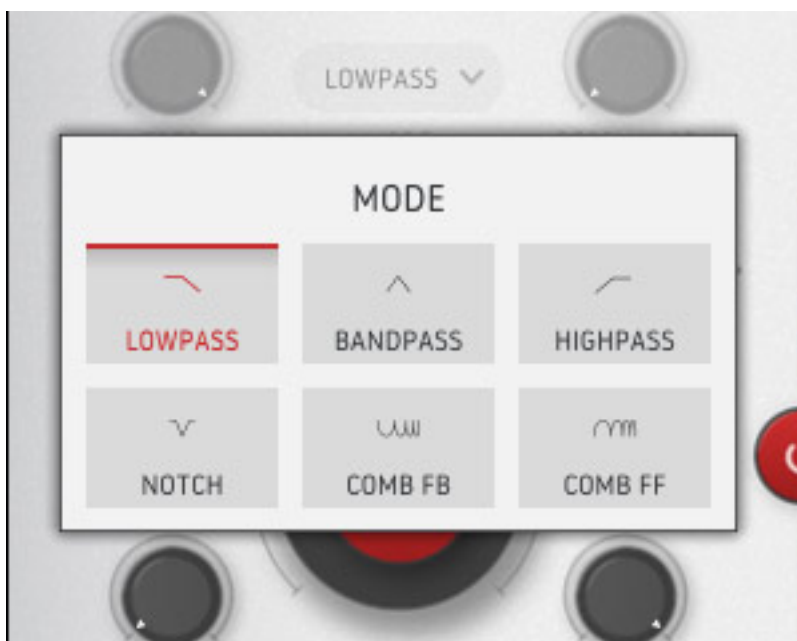 LOWPASS
MODE
LOWPASS
BANDPASS
HIGHPASS
NOTCH
COMB FB
COMB FF